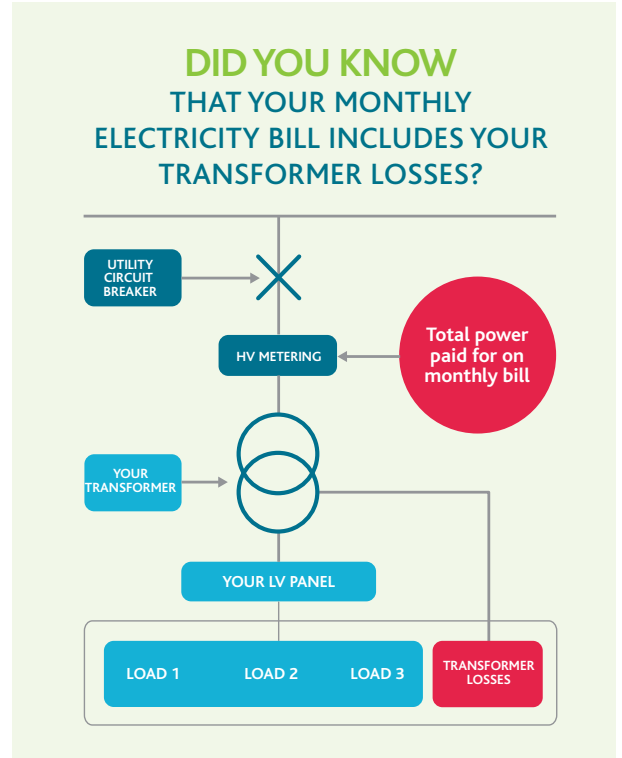 DID YOU KNOW
THAT YOUR MONTHLY
ELECTRICITY BILL INCLUDES YOUR
TRANSFORMER LOSSES?
UTILITY
CIRCUIT
BREAKER
HV METERING
Total power
paid for on
monthly bill
YOUR
TRANSFORMER
YOUR LV PANEL
LOAD 1 LOAD 2 LOAD 3
TRANSFORMER
LOSSES